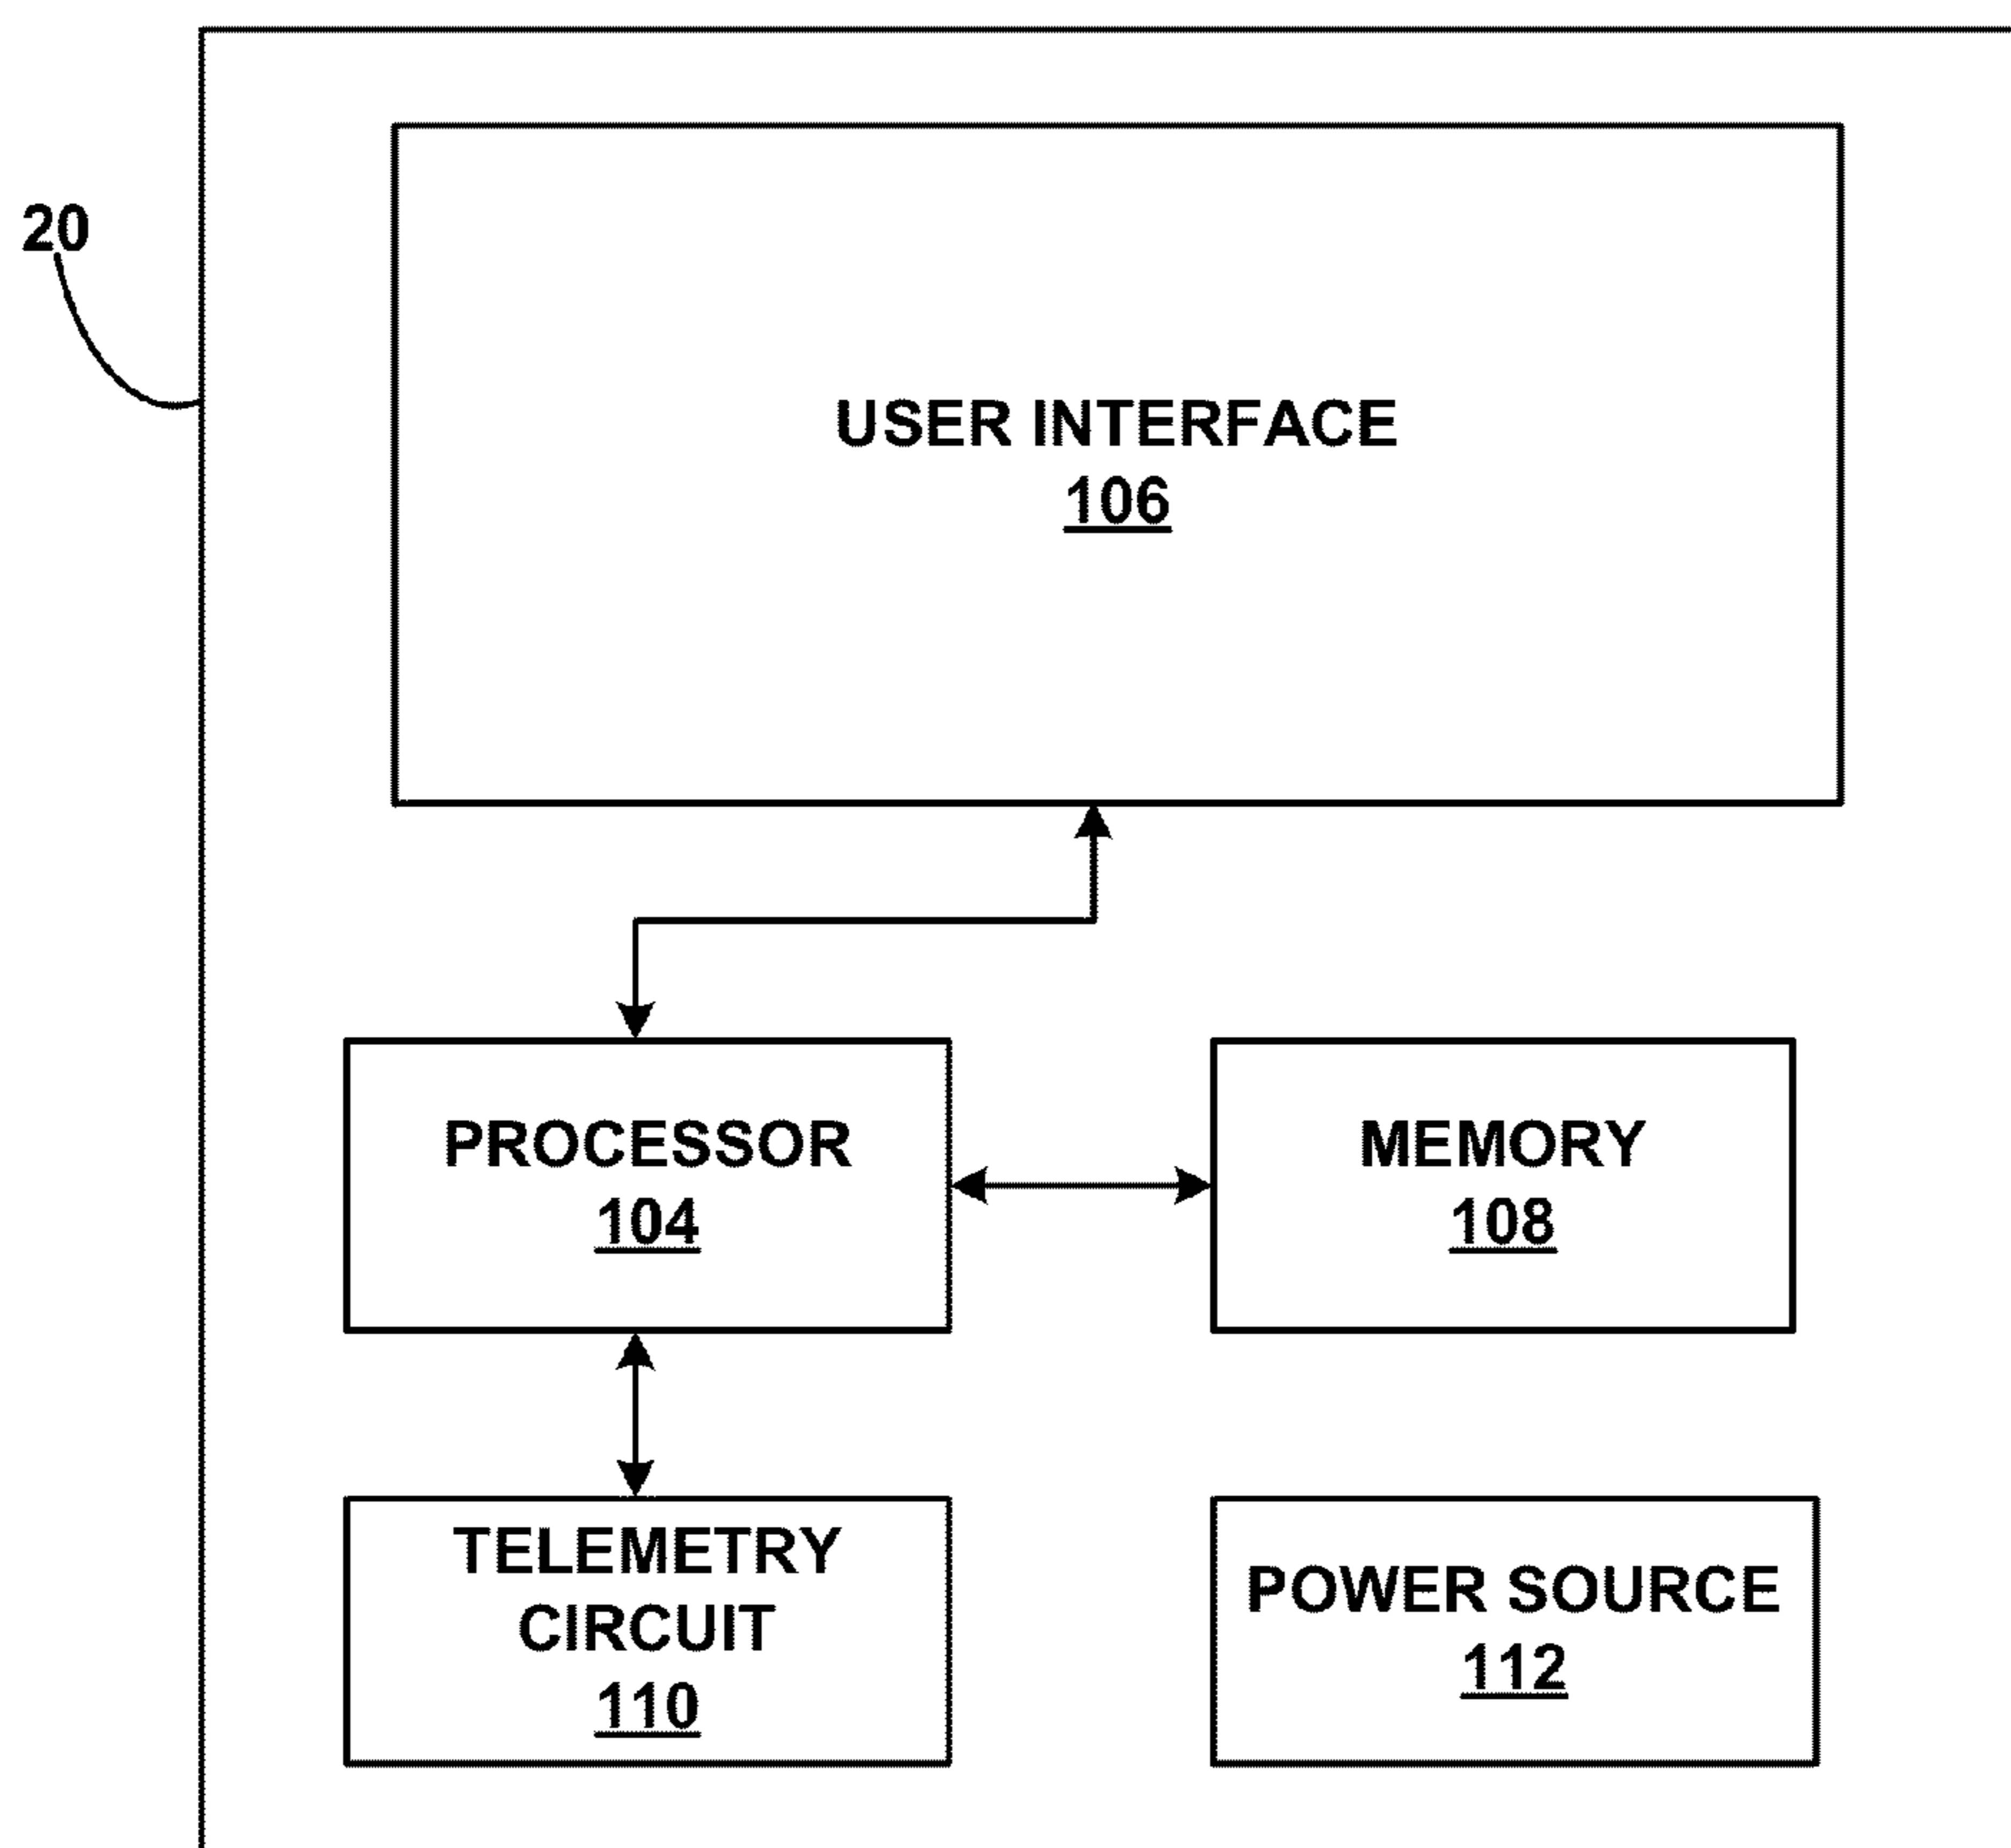 20
USER INTERFACE
106
PROCESSOR
104
MEMORY
108
TELEMETRY
CIRCUIT
110
POWER SOURCE
112